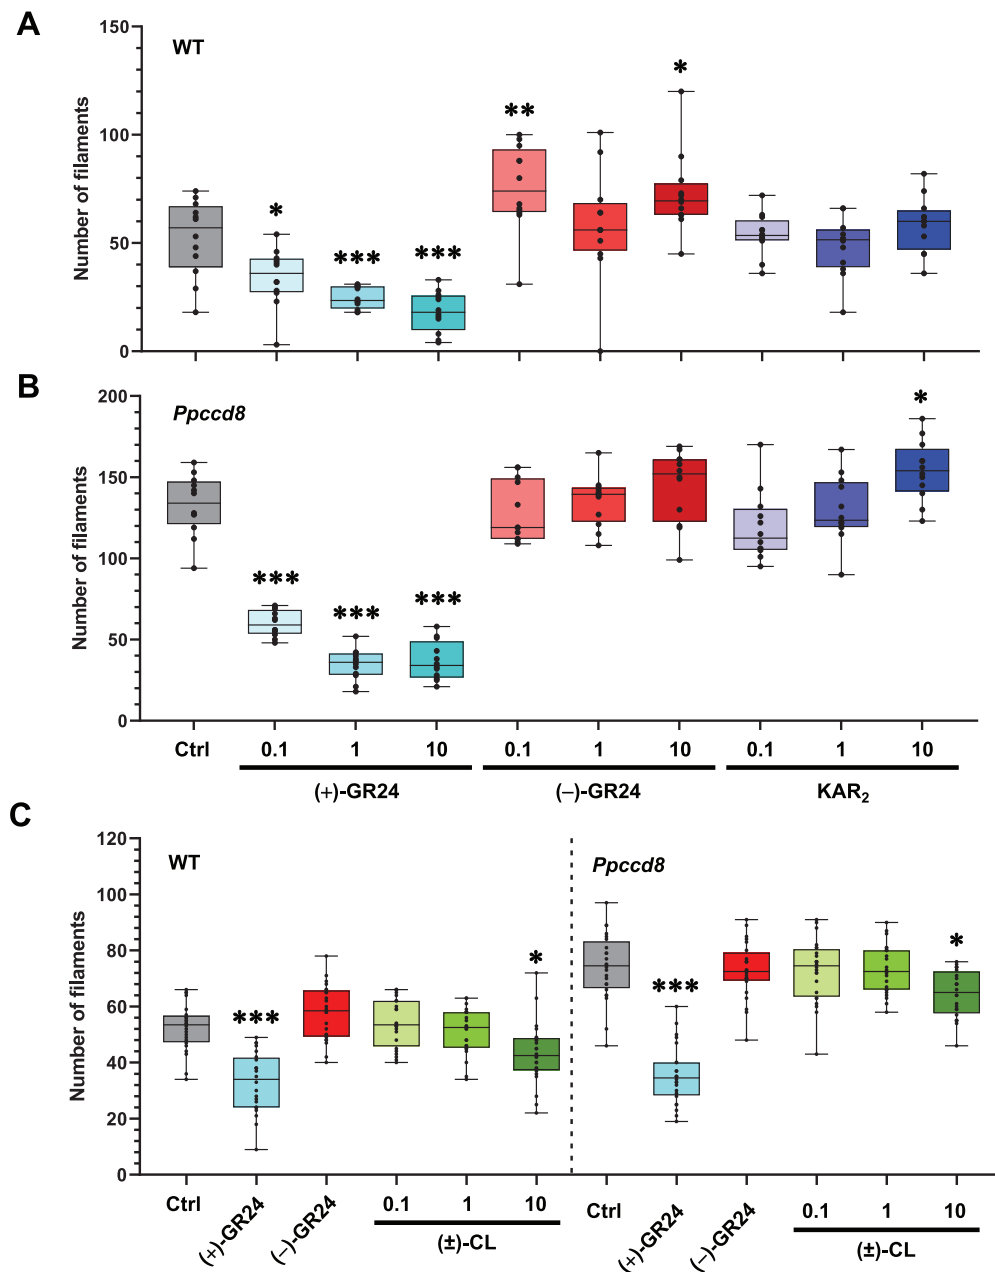 A
WT
Number of filaments
150
100
50
0
*
***
***
**
*
B
Ppccd8
Number of filaments
200
150
100
50
0
***
***
***
*
Ctrl 0.1 1 10 0.1 1 10 0.1 1 10
(+)-GR24 (−)-GR24 KAR₂
C
WT
Ppccd8
Number of filaments
120
100
80
60
40
20
0
***
*
***
*
Ctrl (+)-GR24 (−)-GR24 0.1 1 10 Ctrl (+)-GR24 (−)-GR24 0.1 1 10
(±)-CL (±)-CL